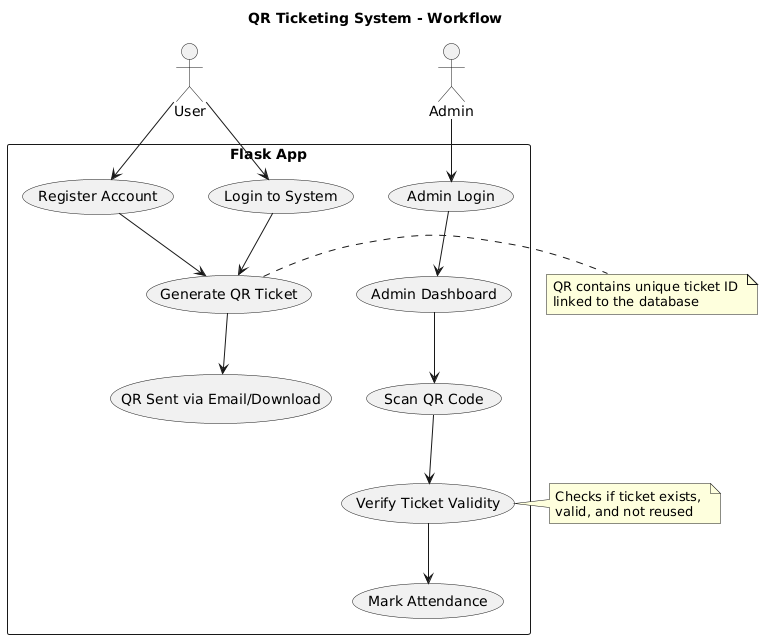 QR Ticketing System - Workflow
User
Admin
Flask App
Register Account
Login to System
Admin Login
Generate QR Ticket
Admin Dashboard
QR contains unique ticket ID
linked to the database
QR Sent via Email/Download
Scan QR Code
Verify Ticket Validity
Checks if ticket exists,
valid, and not reused
Mark Attendance